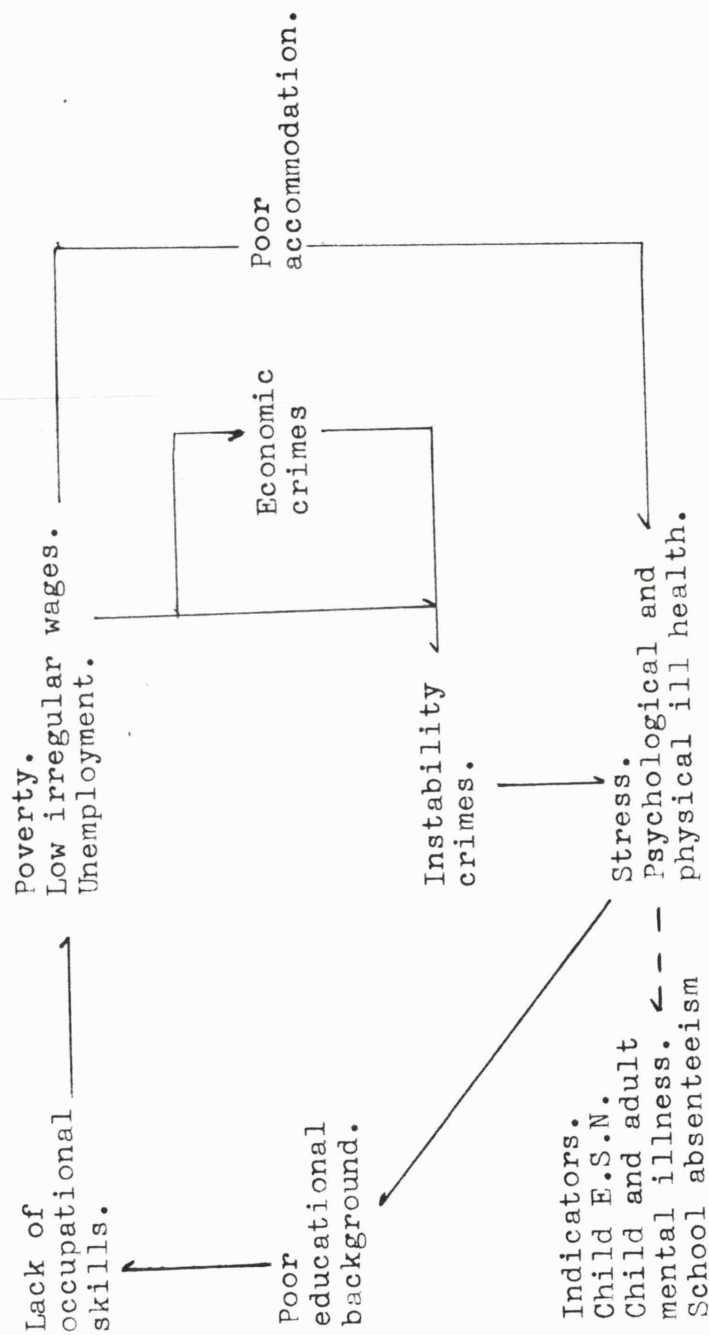 Lack of
occupational
skills.
Poverty.
Low irregular wages.
Unemployment.
Poor
educational
background.
Economic
crimes
Poor
accommodation.
Instability
crimes.
Indicators.
Child E.S.N.
Child and adult
mental illness.
School absenteeism
Stress.
Psychological and
physical ill health.